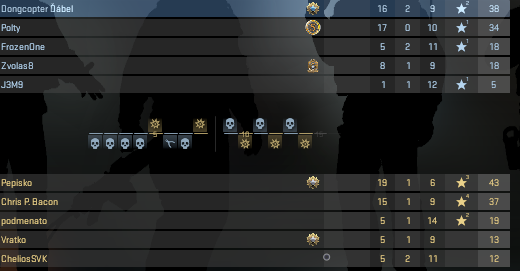 Dongcopter Ďábel 16 2 9 2 38
Polty 17 0 10 1 34
FrozenOne 5 2 11 1 18
Zvolas8 8 1 9 18
J3M9 1 1 12 1 5
5 10 15
Pepisko 19 1 6 3 43
Chris P. Bacon 15 1 9 4 37
podmenato 5 1 14 2 19
Vratko 5 1 9 13
CheliosSVK 5 2 11 12